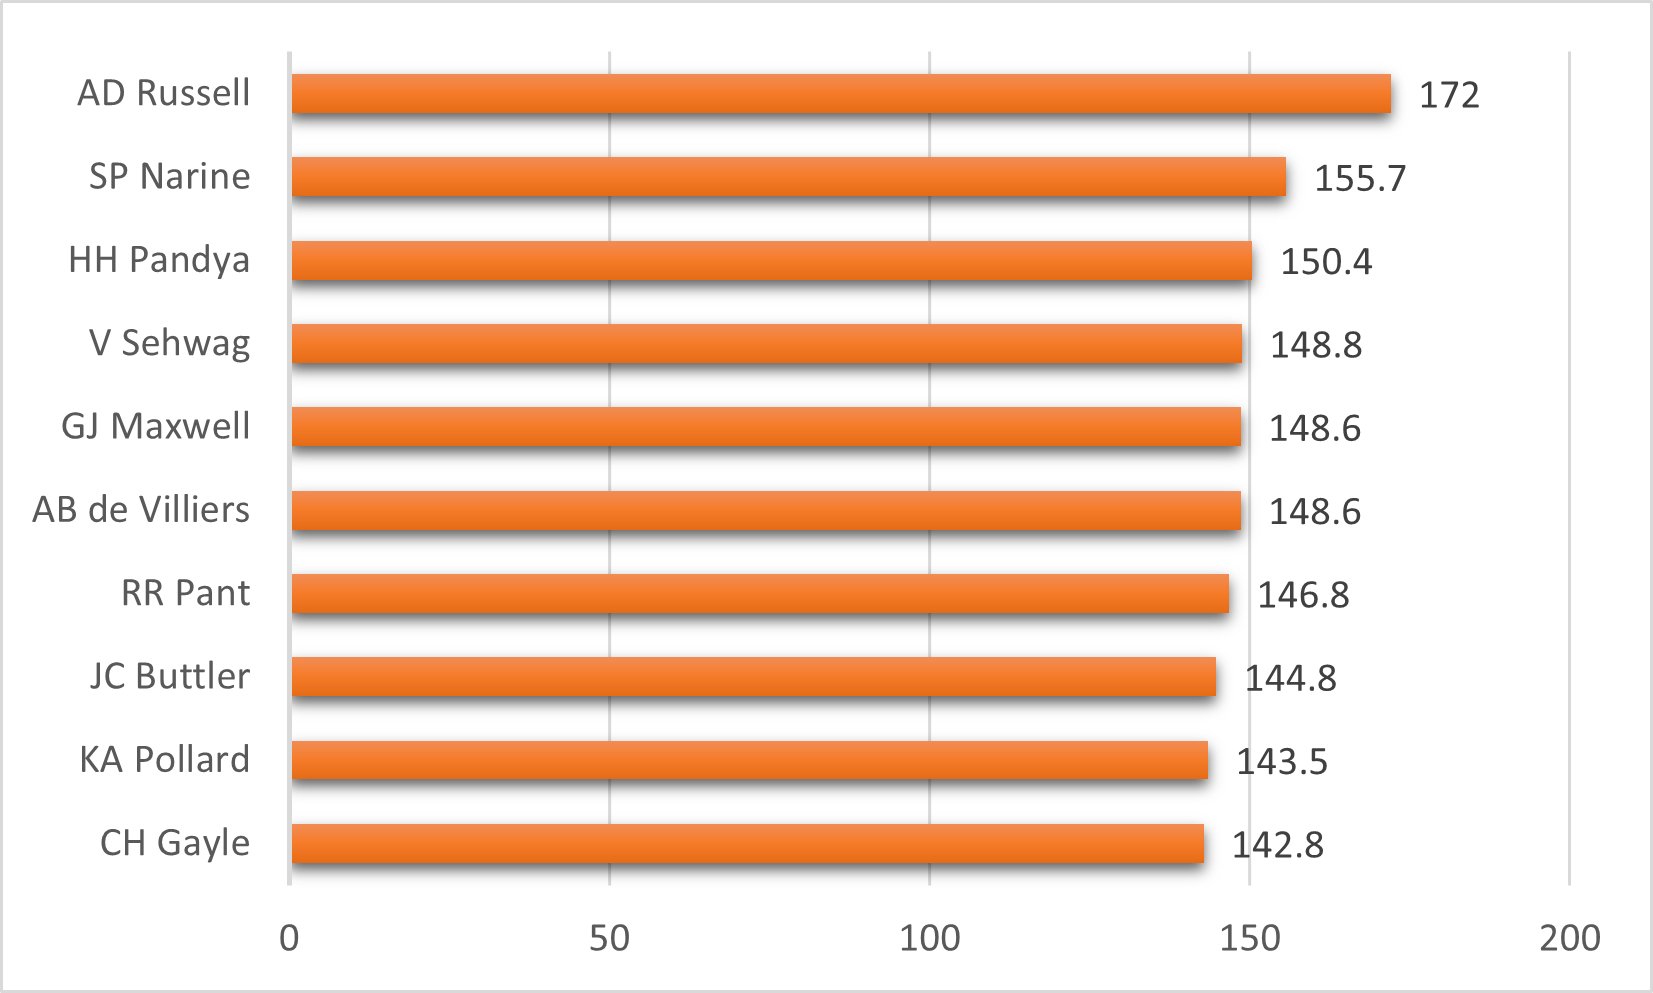 AD Russell 172
SP Narine 155.7
HH Pandya 150.4
V Sehwag 148.8
GJ Maxwell 148.6
AB de Villiers 148.6
RR Pant 146.8
JC Buttler 144.8
KA Pollard 143.5
CH Gayle 142.8
0 50 100 150 200